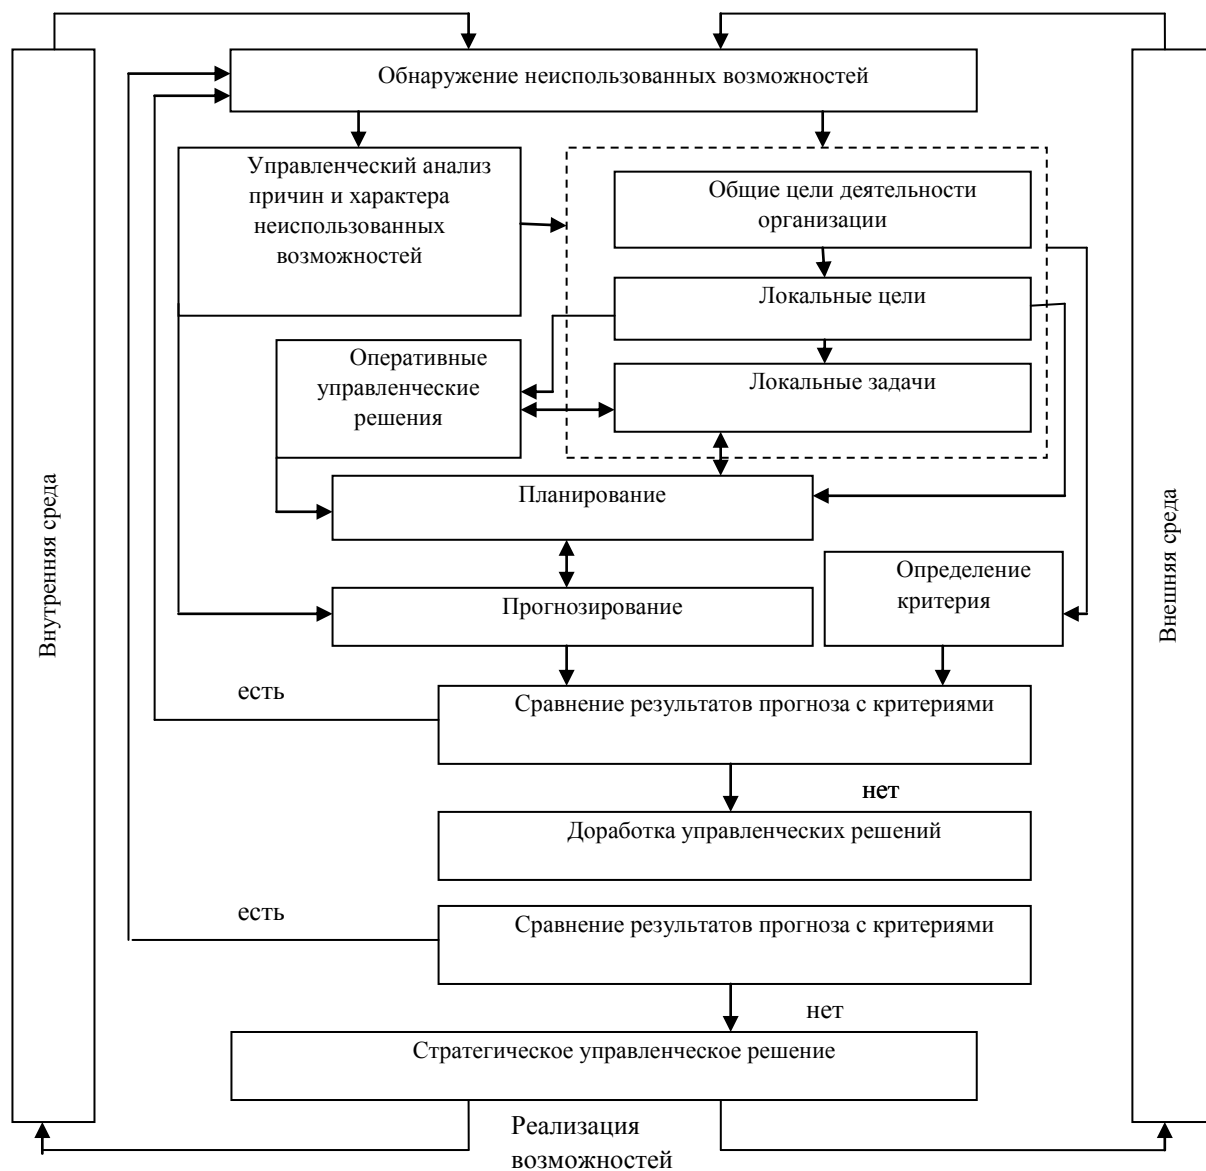 Обнаружение неиспользованных возможностей
Управленческий анализ
причин и характера
неиспользованных
возможностей
Общие цели деятельности
организации
Локальные цели
Оперативные
управленческие
решения
Локальные задачи
Планирование
Внутренняя среда
Внешняя среда
Определение
критерия
Прогнозирование
есть
Сравнение результатов прогноза с критериями
нет
Доработка управленческих решений
есть
Сравнение результатов прогноза с критериями
нет
Стратегическое управленческое решение
Реализация
возможностей